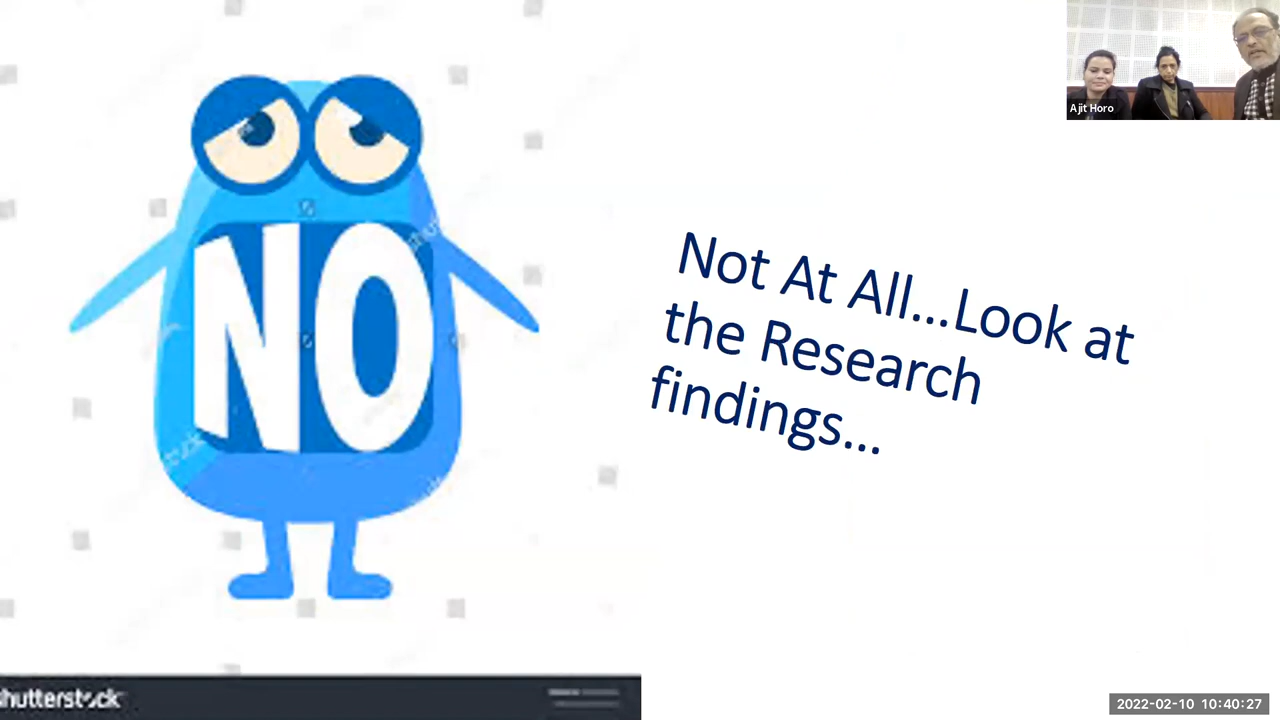 Ajit Horo
NO
Not At All...Look at
the Research
findings...
shutterstock
2022-02-10 10:40:27